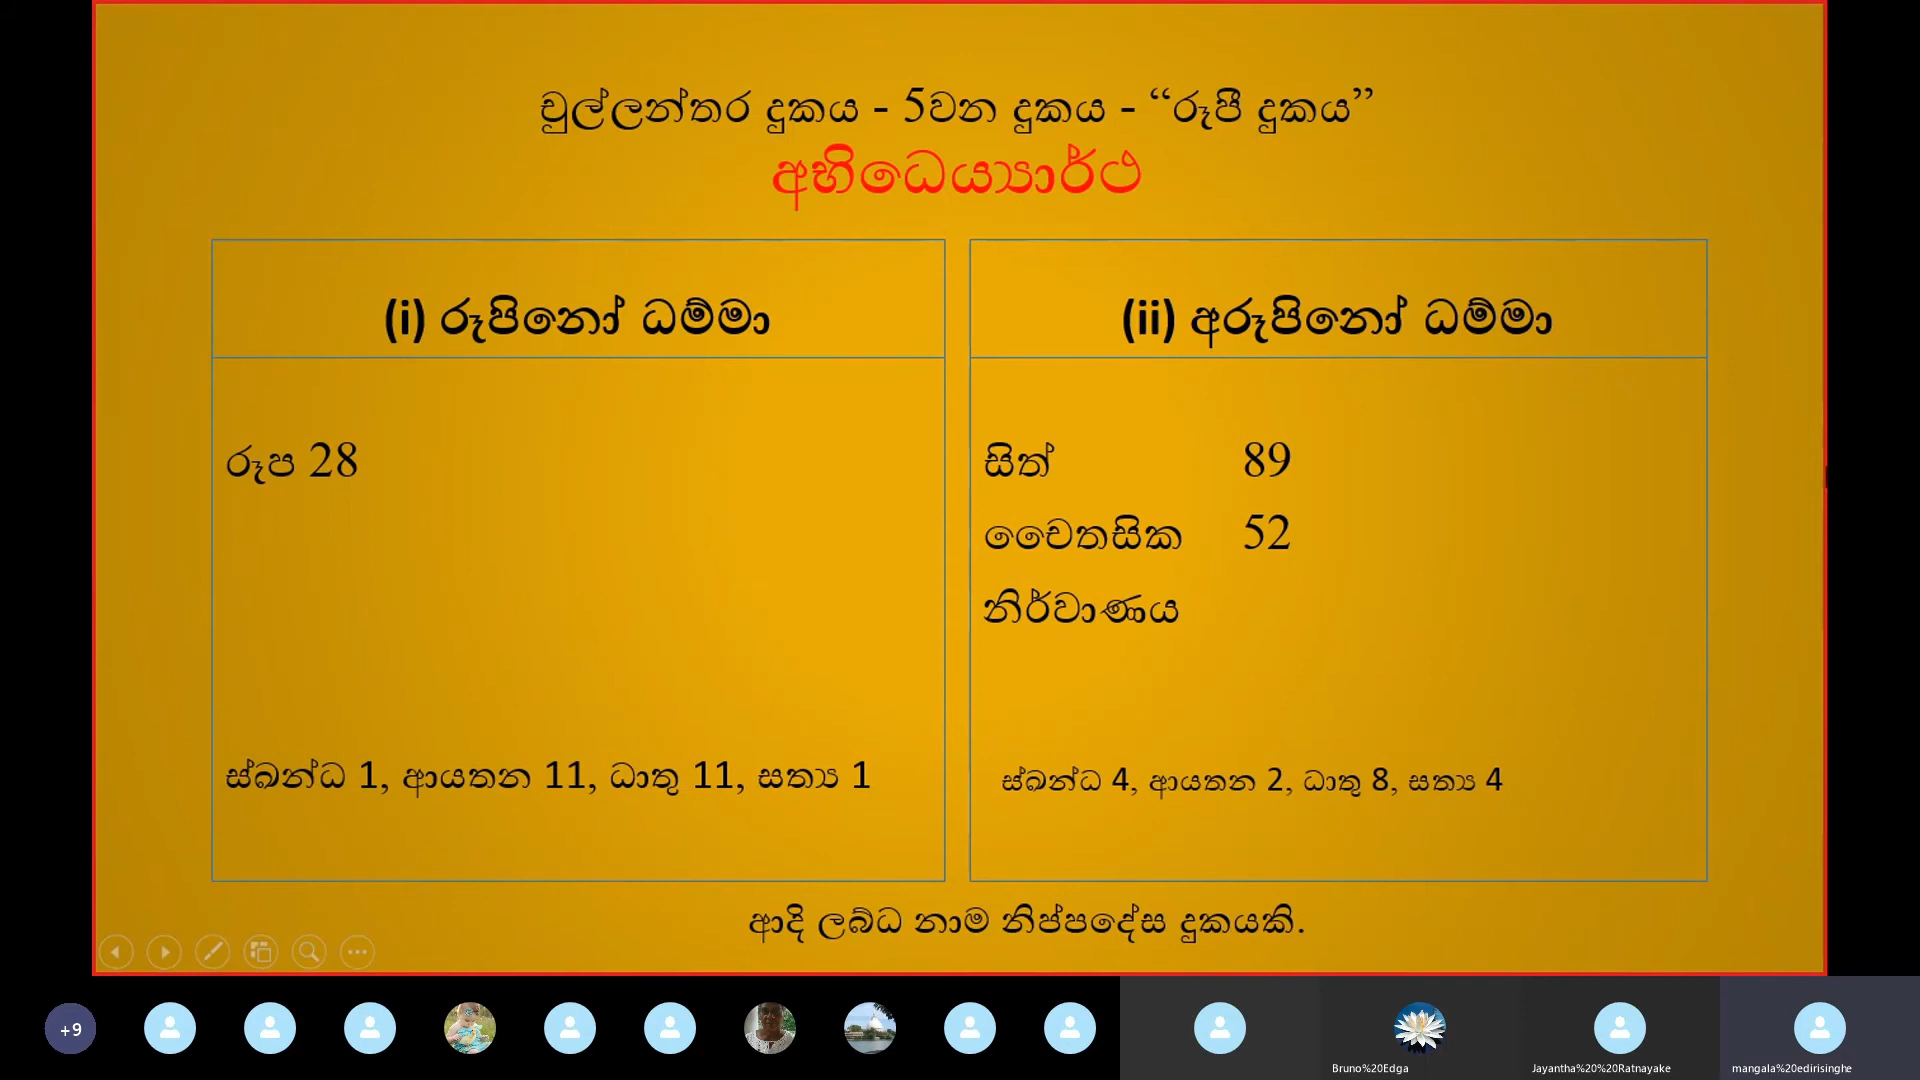 චුල්ලන්තර දුකය - 5වන දුකය - “රූපී දුකය”
අභිධෙය්‍යාර්ථ
(i) රූපිනෝ ධම්මා
(ii) අරූපිනෝ ධම්මා
රූප 28
සිත් 89
චෛතසික 52
නිර්වාණය
ස්ඛන්ධ 1, ආයතන 11, ධාතු 11, සත්‍ය 1
ස්ඛන්ධ 4, ආයතන 2, ධාතු 8, සත්‍ය 4
ආදි ලබ්ධ නාම නිප්පදේස දුකයකි.
+9
Bruno%20Edga
Jayantha%20%20Ratnayake
mangala%20edirisinghe